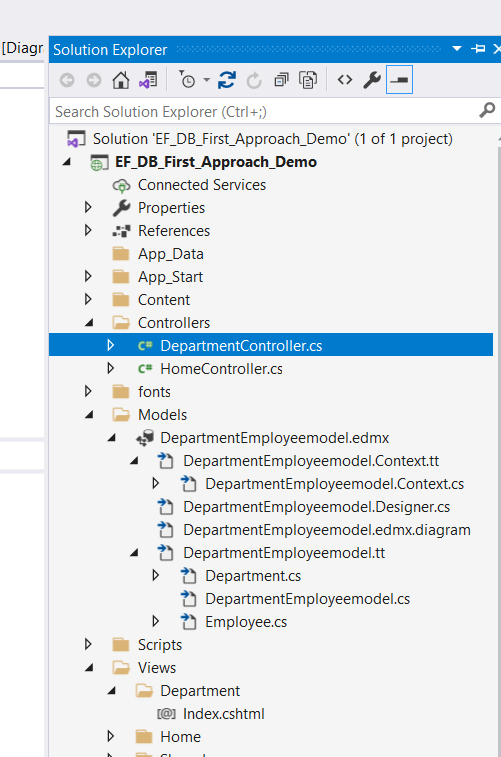 [Diagr
Solution Explorer
Search Solution Explorer (Ctrl+;)
Solution 'EF_DB_First_Approach_Demo' (1 of 1 project)
EF_DB_First_Approach_Demo
Connected Services
Properties
References
App_Data
App_Start
Content
Controllers
C# DepartmentController.cs
C# HomeController.cs
fonts
Models
DepartmentEmployeemodel.edmx
DepartmentEmployeemodel.Context.tt
DepartmentEmployeemodel.Context.cs
DepartmentEmployeemodel.Designer.cs
DepartmentEmployeemodel.edmx.diagram
DepartmentEmployeemodel.tt
Department.cs
DepartmentEmployeemodel.cs
Employee.cs
Scripts
Views
Department
[@] Index.cshtml
Home